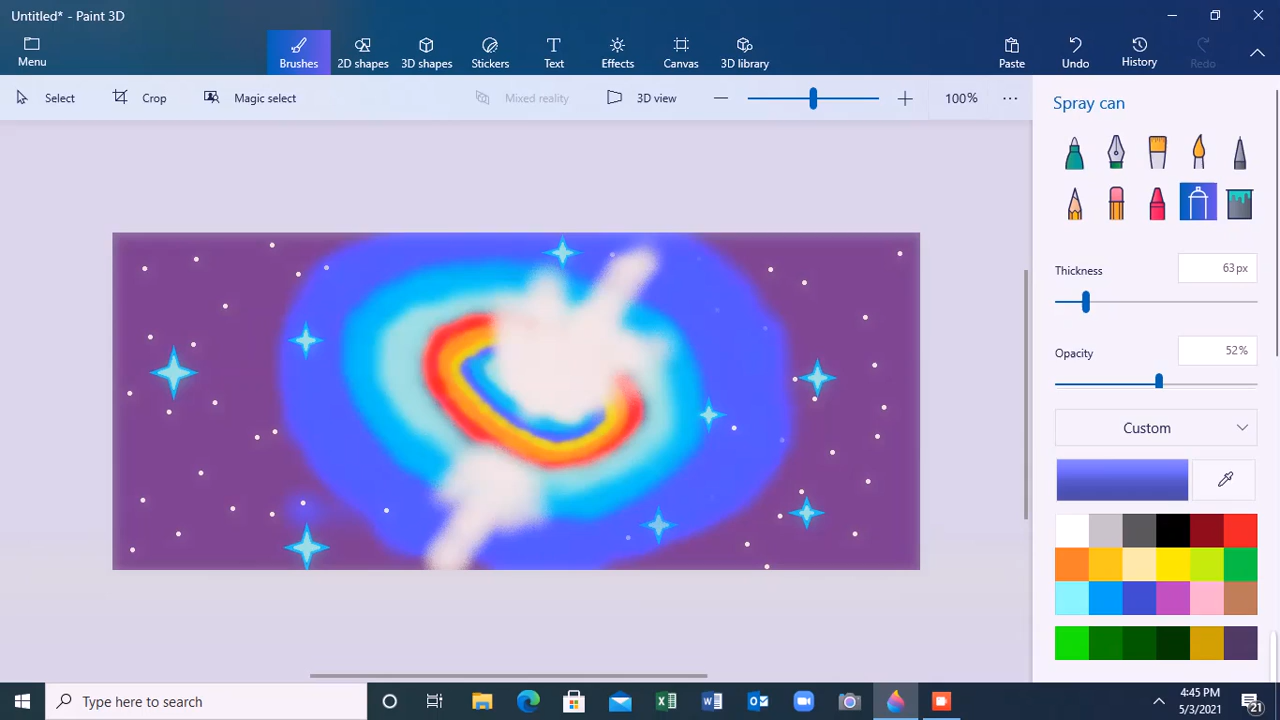 Untitled* - Paint 3D
Menu
Brushes
2D shapes
3D shapes
Stickers
Text
Effects
Canvas
3D library
Paste
Undo
History
Redo
Select
Crop
Magic select
Mixed reality
3D view
100%
Spray can
Thickness
63px
Opacity
52%
Custom
Type here to search
4:45 PM
5/3/2021
21